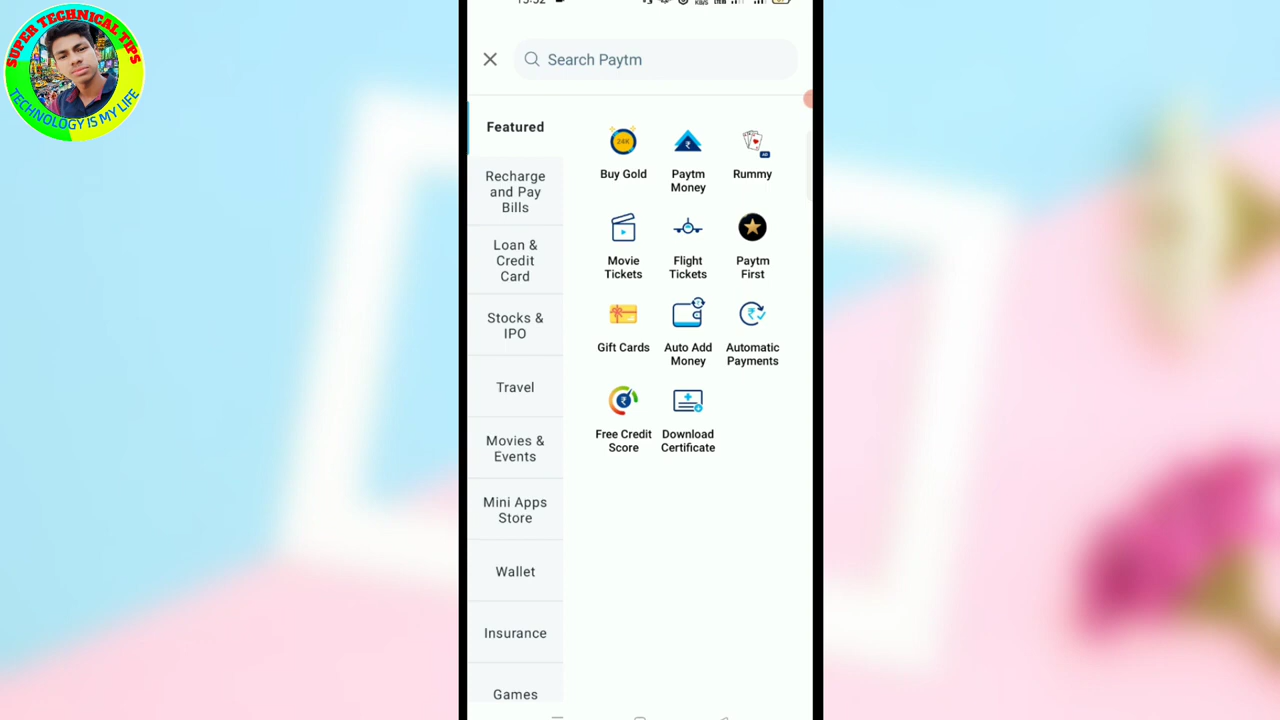 SUPER TECHNICAL TIPS
TECHNOLOGY IS MY LIFE
Search Paytm
Featured
Recharge
and Pay
Bills
Loan &
Credit
Card
Stocks &
IPO
Travel
Movies &
Events
Mini Apps
Store
Wallet
Insurance
Games
24K
Buy Gold
Paytm
Money
Rummy
Movie
Tickets
Flight
Tickets
Paytm
First
Gift Cards
Auto Add
Money
Automatic
Payments
Free Credit
Score
Download
Certificate